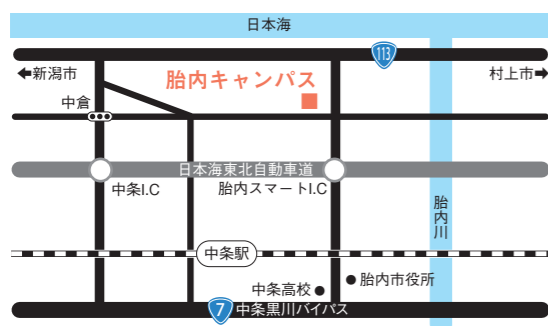 日本海
113
←新潟市
村上市→
胎内キャンパス
中倉
日本海東北自動車道
中条I.C
胎内スマートI.C
胎内川
中条駅
胎内市役所
中条高校
7
中条黒川バイパス